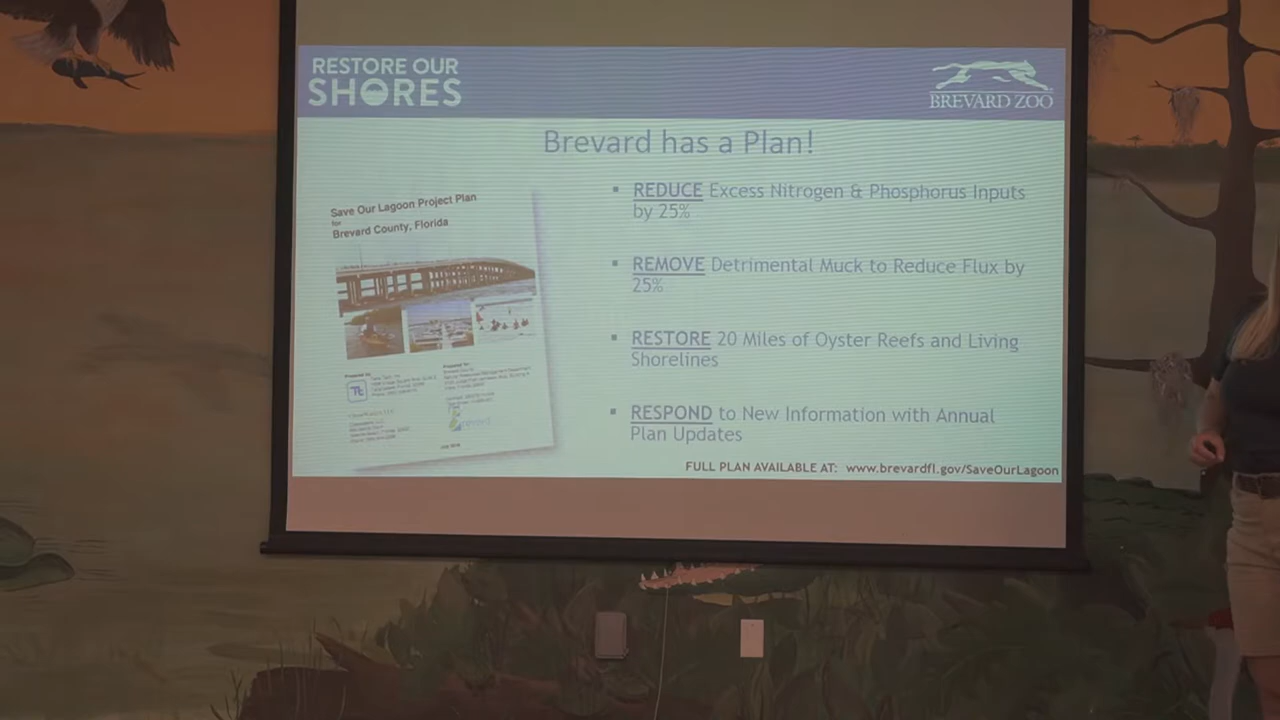 RESTORE OUR
SHORES
BREVARD ZOO
Brevard has a Plan!
Save Our Lagoon Project Plan
for
Brevard County, Florida
▪ REDUCE Excess Nitrogen & Phosphorus Inputs
by 25%
▪ REMOVE Detrimental Muck to Reduce Flux by
25%
▪ RESTORE 20 Miles of Oyster Reefs and Living
Shorelines
▪ RESPOND to New Information with Annual
Plan Updates
FULL PLAN AVAILABLE AT: www.brevardfl.gov/SaveOurLagoon